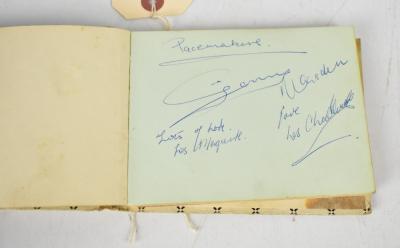 Pacemakers.
Gerry Marsden
Lots of luck.
Les Maguire.
Love
Les Chadwick